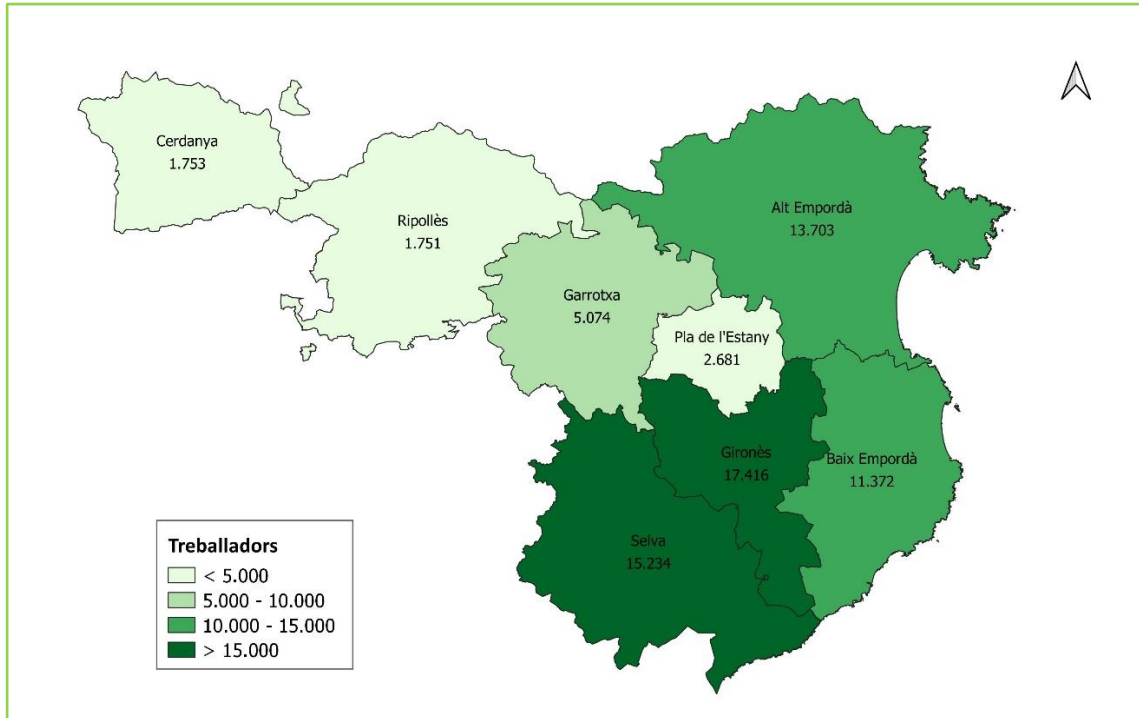 Cerdanya
1.753
Ripollès
1.751
Alt Empordà
13.703
Garrotxa
5.074
Pla de l'Estany
2.681
Gironès
17.416
Baix Empordà
11.372
Selva
15.234
Treballadors
< 5.000
5.000 - 10.000
10.000 - 15.000
> 15.000